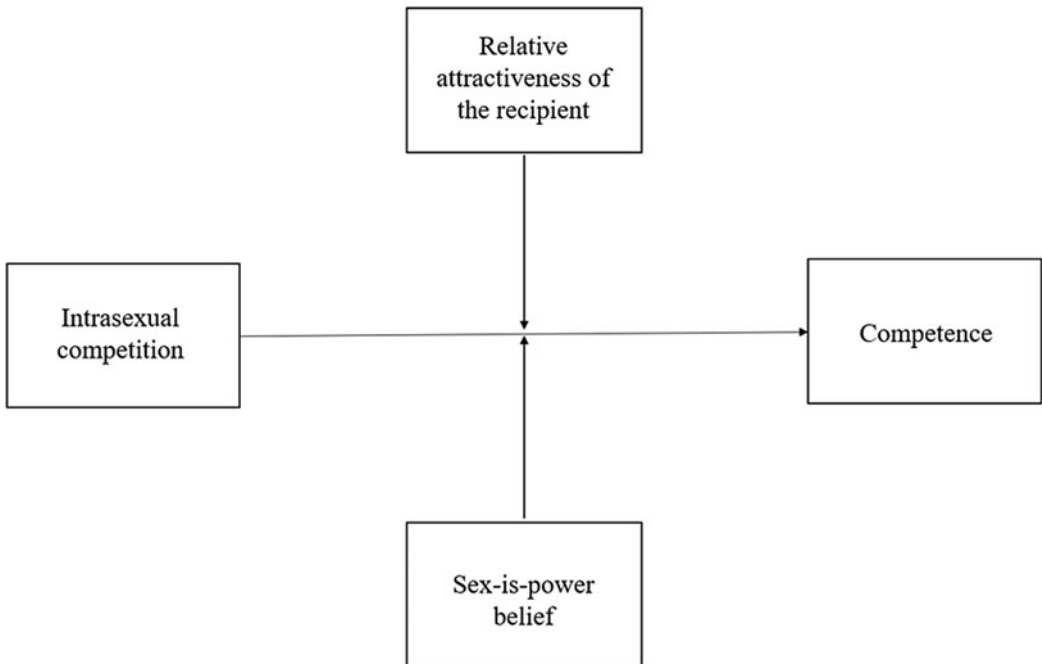 Relative
attractiveness of
the recipient
Intrasexual
competition
Competence
Sex-is-power
belief